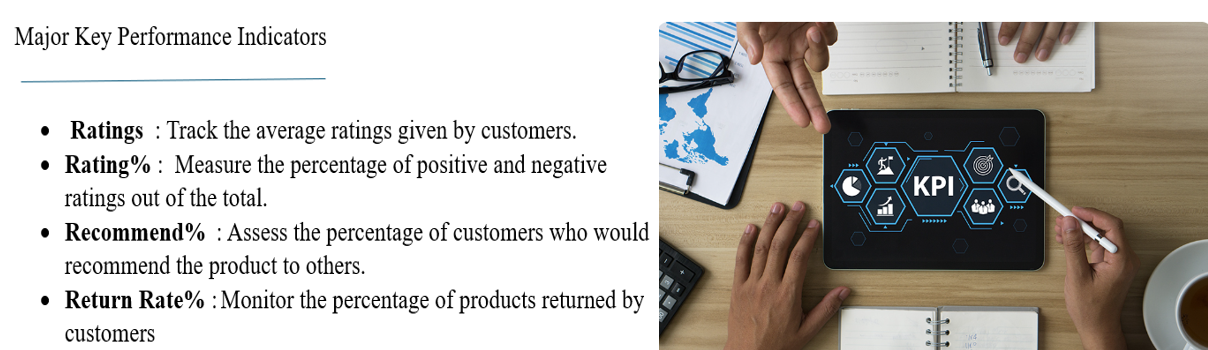 Major Key Performance Indicators
• Ratings : Track the average ratings given by customers.
• Rating% : Measure the percentage of positive and negative
ratings out of the total.
• Recommend% : Assess the percentage of customers who would
recommend the product to others.
• Return Rate% : Monitor the percentage of products returned by
customers
KPI